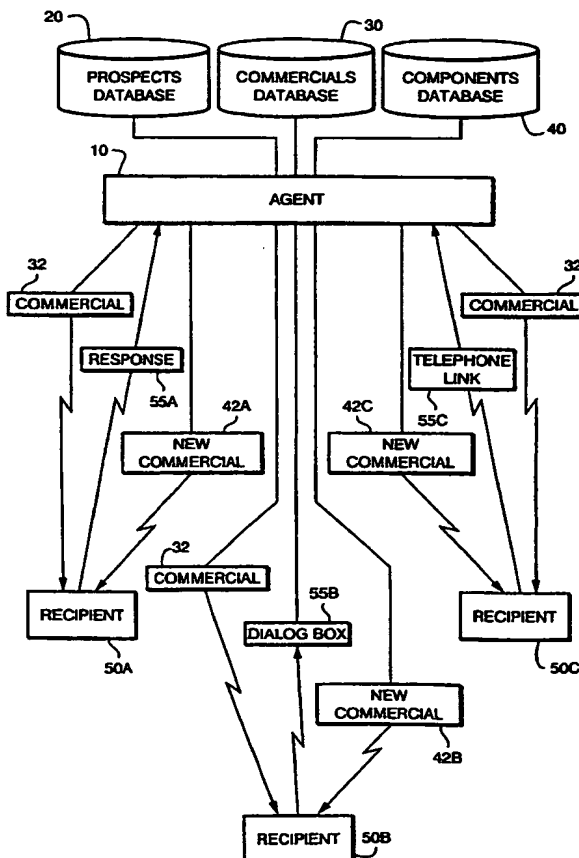 20
30
PROSPECTS
DATABASE
COMMERCIALS
DATABASE
COMPONENTS
DATABASE
40
10
AGENT
32
COMMERCIAL
32
COMMERCIAL
RESPONSE
55A
TELEPHONE
LINK
55C
42A
NEW
COMMERCIAL
42C
NEW
COMMERCIAL
32
COMMERCIAL
55B
DIALOG BOX
RECIPIENT
50A
RECIPIENT
50C
NEW
COMMERCIAL
42B
RECIPIENT
50B